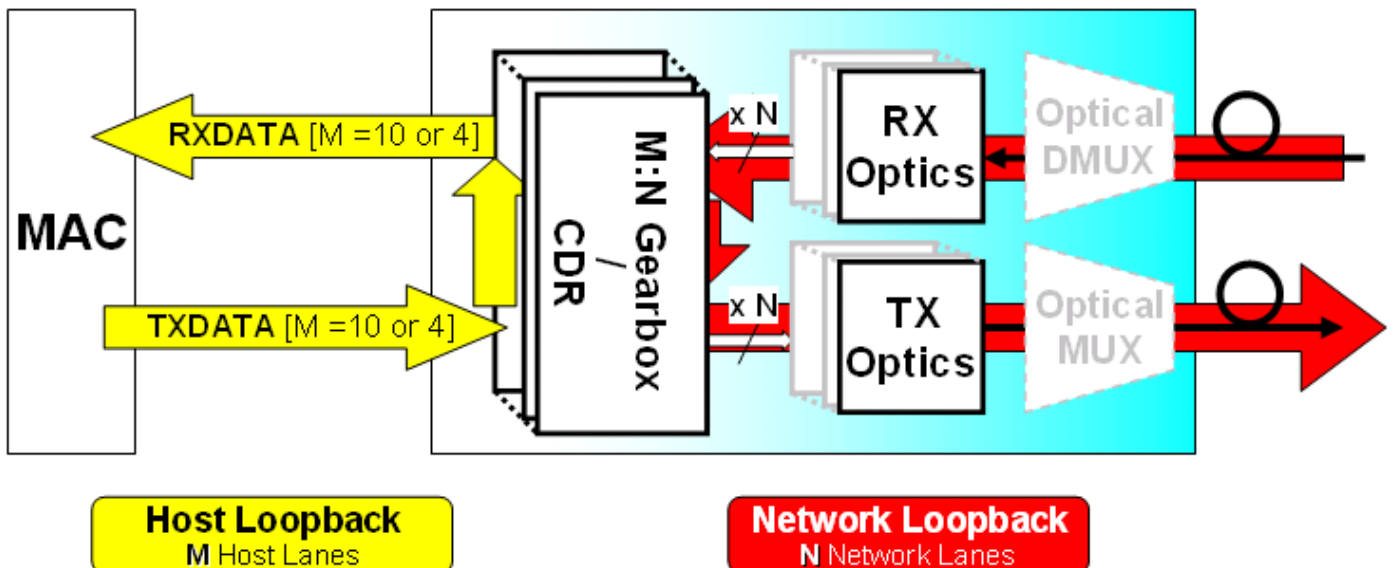 MAC
RXDATA [M =10 or 4]
TXDATA [M =10 or 4]
M:N Gearbox
/
CDR
x N
RX
Optics
Optical
DMUX
x N
TX
Optics
Optical
MUX
Host Loopback
M Host Lanes
Network Loopback
N Network Lanes